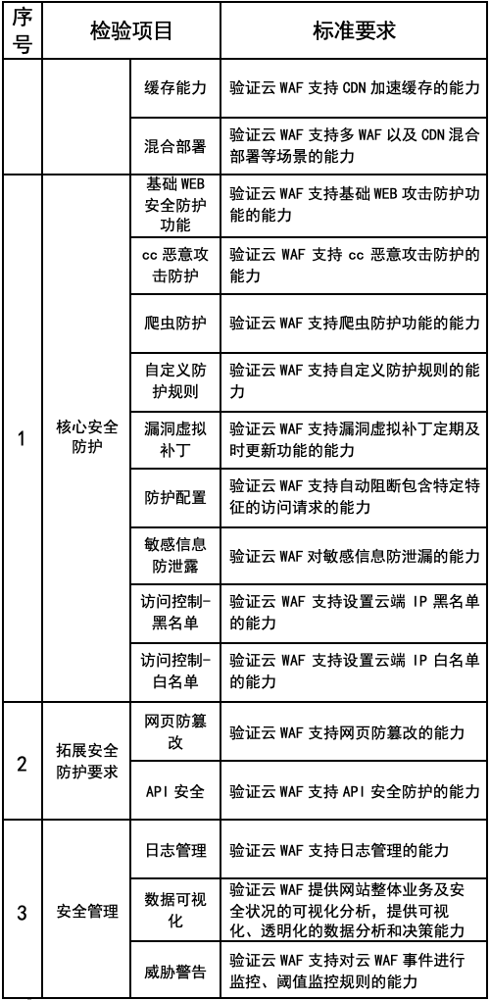 序
号
检验项目
标准要求
缓存能力
验证云 WAF 支持 CDN 加速缓存的能力
混合部署
验证云 WAF 支持多 WAF 以及 CDN 混合
部署等场景的能力
1
核心安全
防护
基础 WEB
安全防护
功能
验证云 WAF 支持基础 WEB 攻击防护功
能的能力
cc 恶意攻
击防护
验证云 WAF 支持 cc 恶意攻击防护的
能力
爬虫防护
验证云 WAF 支持爬虫防护功能的能力
自定义防
护规则
验证云 WAF 支持自定义防护规则的能
力
漏洞虚拟
补丁
验证云 WAF 支持漏洞虚拟补丁定期及
时更新功能的能力
防护配置
验证云 WAF 支持自动阻断包含特定特
征的访问请求的能力
敏感信息
防泄露
验证云 WAF 对敏感信息防泄漏的能力
访问控制-
黑名单
验证云 WAF 支持设置云端 IP 黑名单
的能力
访问控制-
白名单
验证云 WAF 支持设置云端 IP 白名单
的能力
2
拓展安全
防护要求
网页防篡
改
验证云 WAF 支持网页防篡改的能力
API 安全
验证云 WAF 支持 API 安全防护的能力
3
安全管理
日志管理
验证云 WAF 支持日志管理的能力
数据可视
化
验证云 WAF 提供网站整体业务及安
全状况的可视化分析，提供可视
化、透明化的数据分析和决策能力
威胁警告
验证云 WAF 支持对云 WAF 事件进行
监控、阈值监控规则的能力